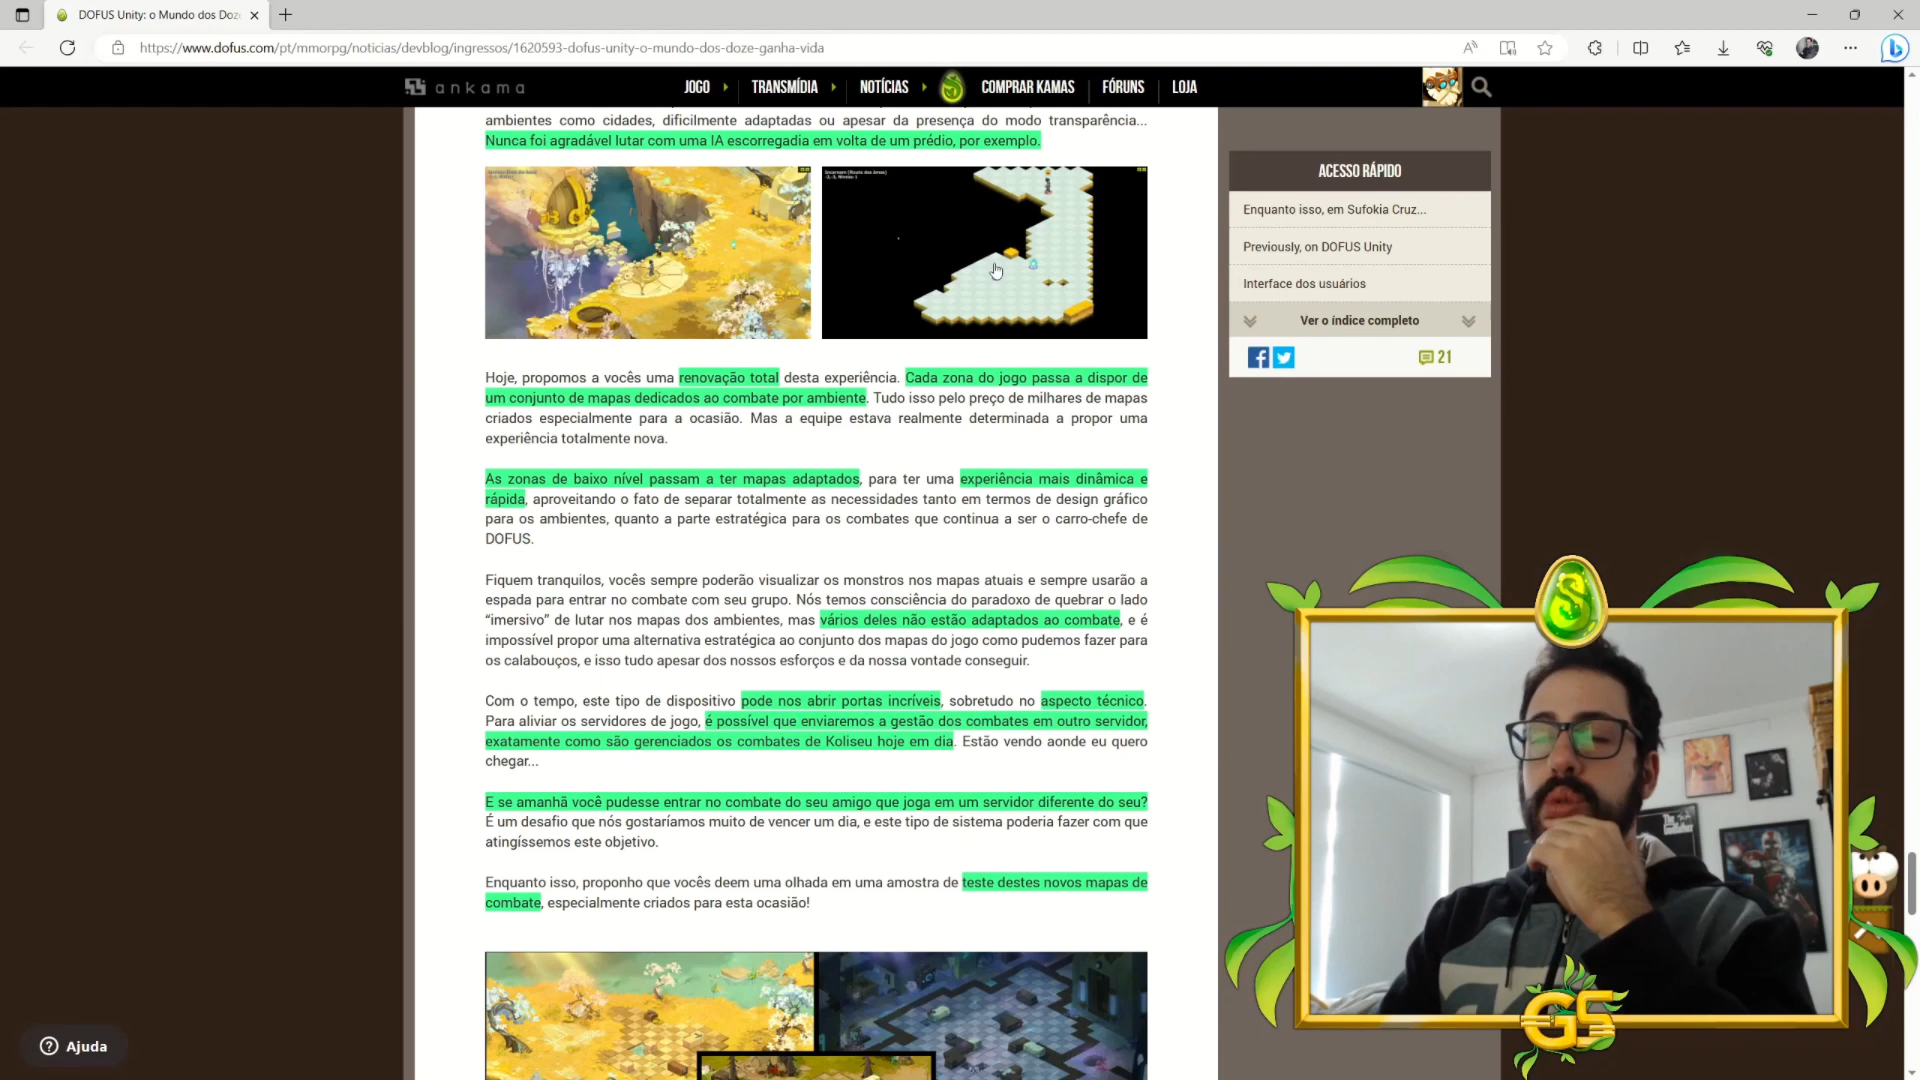 DOFUS Unity: o Mundo dos Doz
https://www.dofus.com/pt/mmorpg/noticias/devblog/ingressos/1620593-dofus-unity-o-mundo-dos-doze-ganha-vida
ankama
JOGO
TRANSMÍDIA
NOTÍCIAS
COMPRAR KAMAS
FÓRUNS
LOJA
ambientes como cidades, dificilmente adaptadas ou apesar da presença do modo transparência...
Nunca foi agradável lutar com uma IA escorregadia em volta de um prédio, por exemplo.
Hoje, propomos a vocês uma renovação total desta experiência. Cada zona do jogo passa a dispor de
um conjunto de mapas dedicados ao combate por ambiente. Tudo isso pelo preço de milhares de mapas
criados especialmente para a ocasião. Mas a equipe estava realmente determinada a propor uma
experiência totalmente nova.
As zonas de baixo nível passam a ter mapas adaptados, para ter uma experiência mais dinâmica e
rápida, aproveitando o fato de separar totalmente as necessidades tanto em termos de design gráfico
para os ambientes, quanto a parte estratégica para os combates que continua a ser o carro-chefe de
DOFUS.
Fiquem tranquilos, vocês sempre poderão visualizar os monstros nos mapas atuais e sempre usarão a
espada para entrar no combate com seu grupo. Nós temos consciência do paradoxo de quebrar o lado
“imersivo” de lutar nos mapas dos ambientes, mas vários deles não estão adaptados ao combate, e é
impossível propor uma alternativa estratégica ao conjunto dos mapas do jogo como pudemos fazer para
os calabouços, e isso tudo apesar dos nossos esforços e da nossa vontade conseguir.
Com o tempo, este tipo de dispositivo pode nos abrir portas incríveis, sobretudo no aspecto técnico.
Para aliviar os servidores de jogo, é possível que enviaremos a gestão dos combates em outro servidor,
exatamente como são gerenciados os combates de Koliseu hoje em dia. Estão vendo aonde eu quero
chegar...
E se amanhã você pudesse entrar no combate do seu amigo que joga em um servidor diferente do seu?
É um desafio que nós gostaríamos muito de vencer um dia, e este tipo de sistema poderia fazer com que
atingíssemos este objetivo.
Enquanto isso, proponho que vocês deem uma olhada em uma amostra de teste destes novos mapas de
combate, especialmente criados para esta ocasião!
ACESSO RÁPIDO
Enquanto isso, em Sufokia Cruz...
Previously, on DOFUS Unity
Interface dos usuários
Ver o índice completo
21
Ajuda
The
Godfather
GS